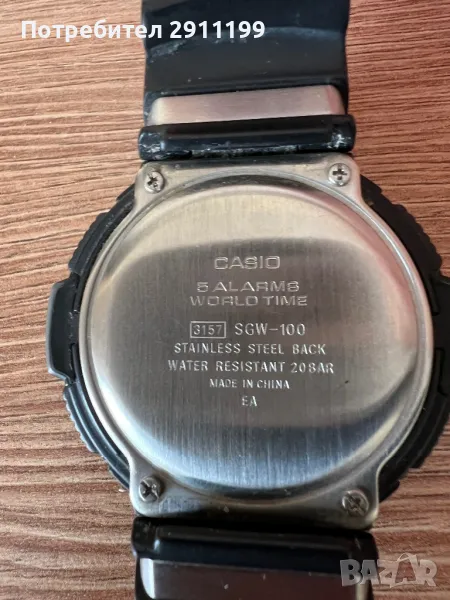 Потребител 2911199
CASIO
5 ALARMS
WORLD TIME
3157 SGW-100
STAINLESS STEEL BACK
WATER RESISTANT 20BAR
MADE IN CHINA
EA
BAZAR